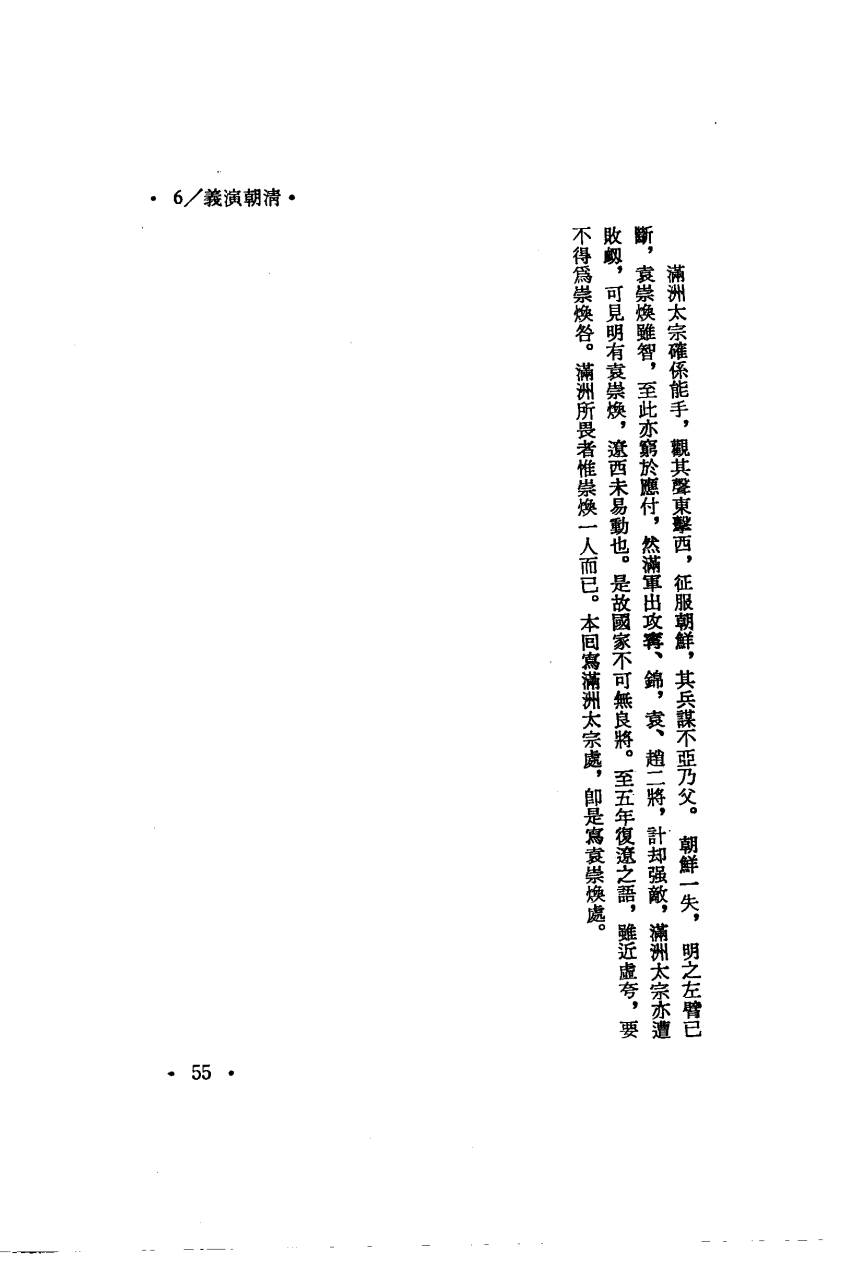 • 6／義演朝清 •
滿洲太宗確係能手，觀其聲東擊西，征服朝鮮，其兵謀不亞乃父。朝鮮一失，明之左臂已
斷，袁崇煥雖智，至此亦窮於應付，然滿軍出攻寗、錦，袁、趙二將，計却强敵，滿洲太宗亦遭
敗衂，可見明有袁崇煥，遼西未易動也。是故國家不可無良將。至五年復遼之語，雖近虛夸，要
不得爲崇煥咎。滿洲所畏者惟崇煥一人而已。本回寫滿洲太宗處，卽是寫袁崇煥處。
• 55 •